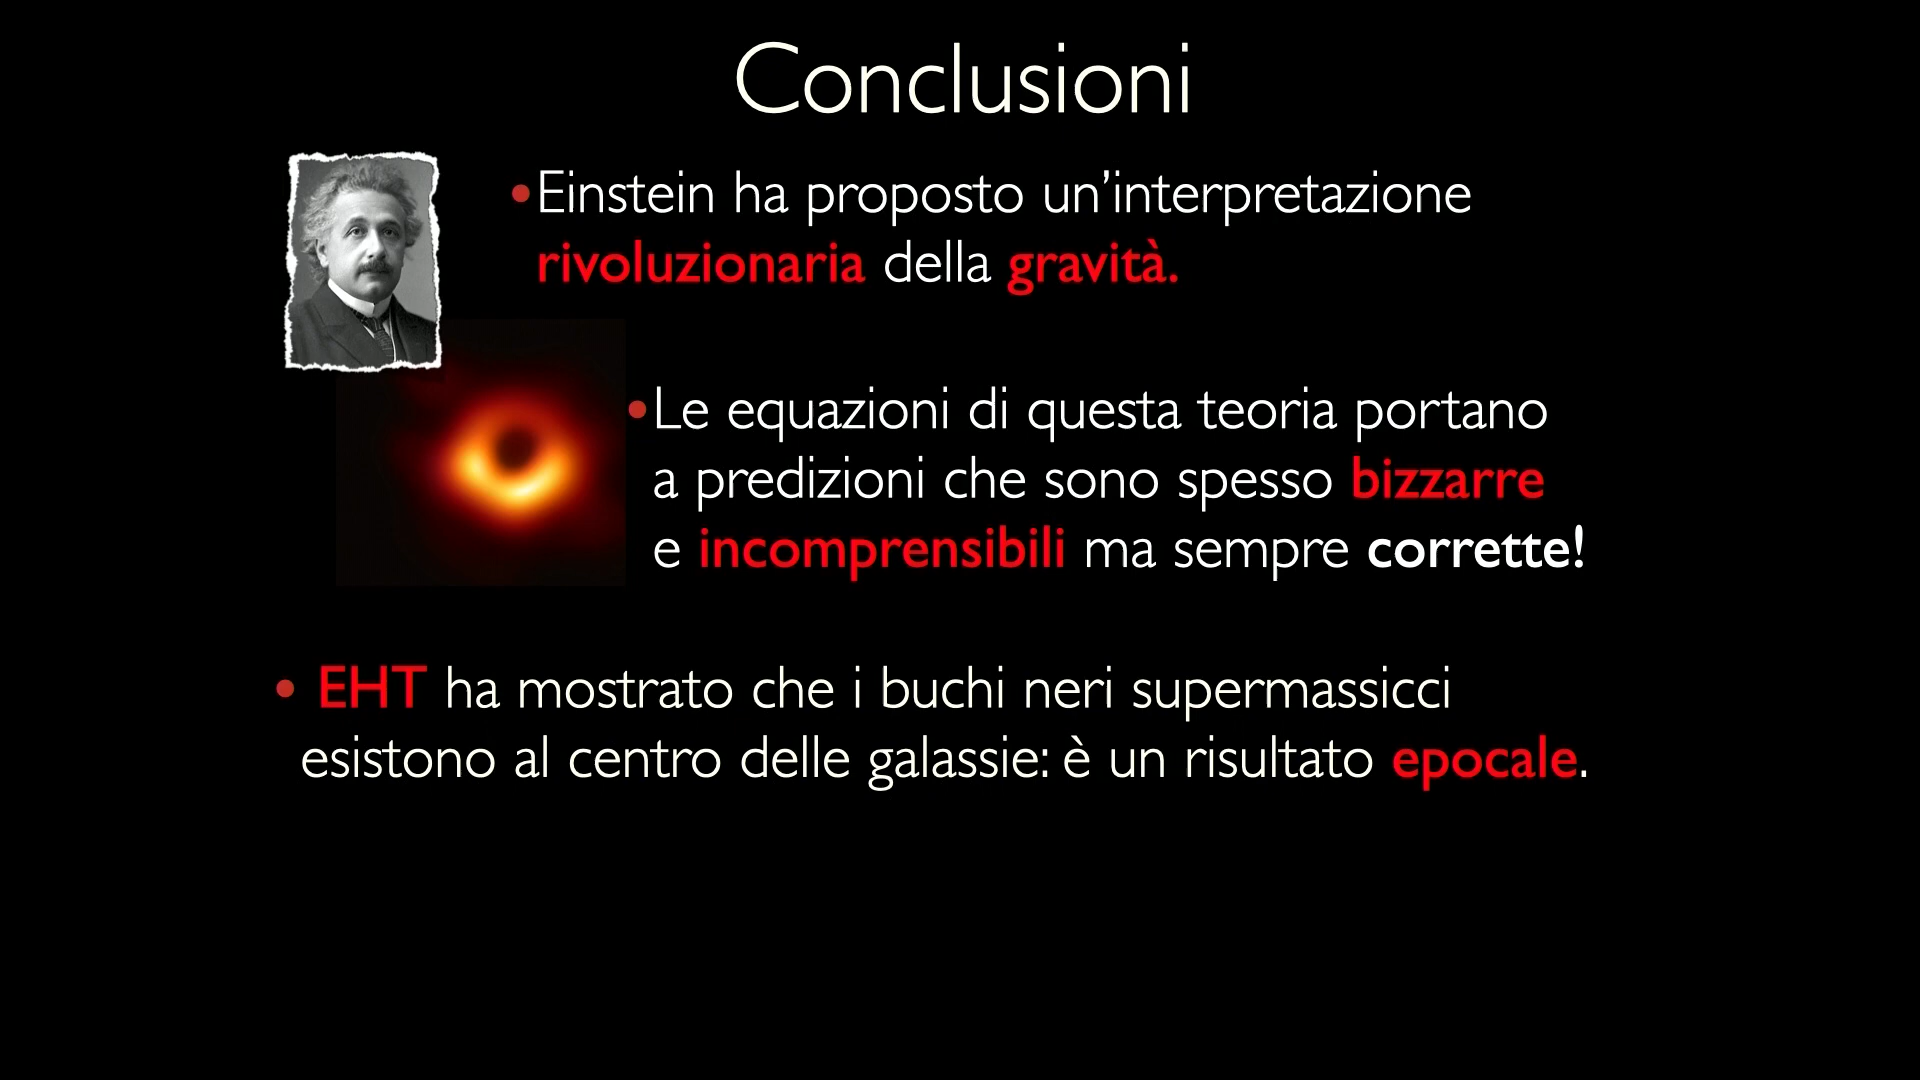 Conclusioni
•Einstein ha proposto un’interpretazione
rivoluzionaria della gravità.
•Le equazioni di questa teoria portano
a predizioni che sono spesso bizzarre
e incomprensibili ma sempre corrette!
• EHT ha mostrato che i buchi neri supermassicci
esistono al centro delle galassie: è un risultato epocale.